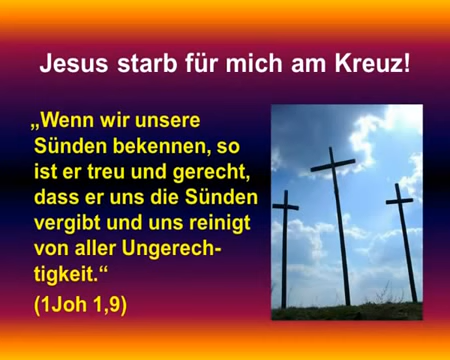 Jesus starb für mich am Kreuz!
„Wenn wir unsere
Sünden bekennen, so
ist er treu und gerecht,
dass er uns die Sünden
vergibt und uns reinigt
von aller Ungerech-
tigkeit.“
(1Joh 1,9)